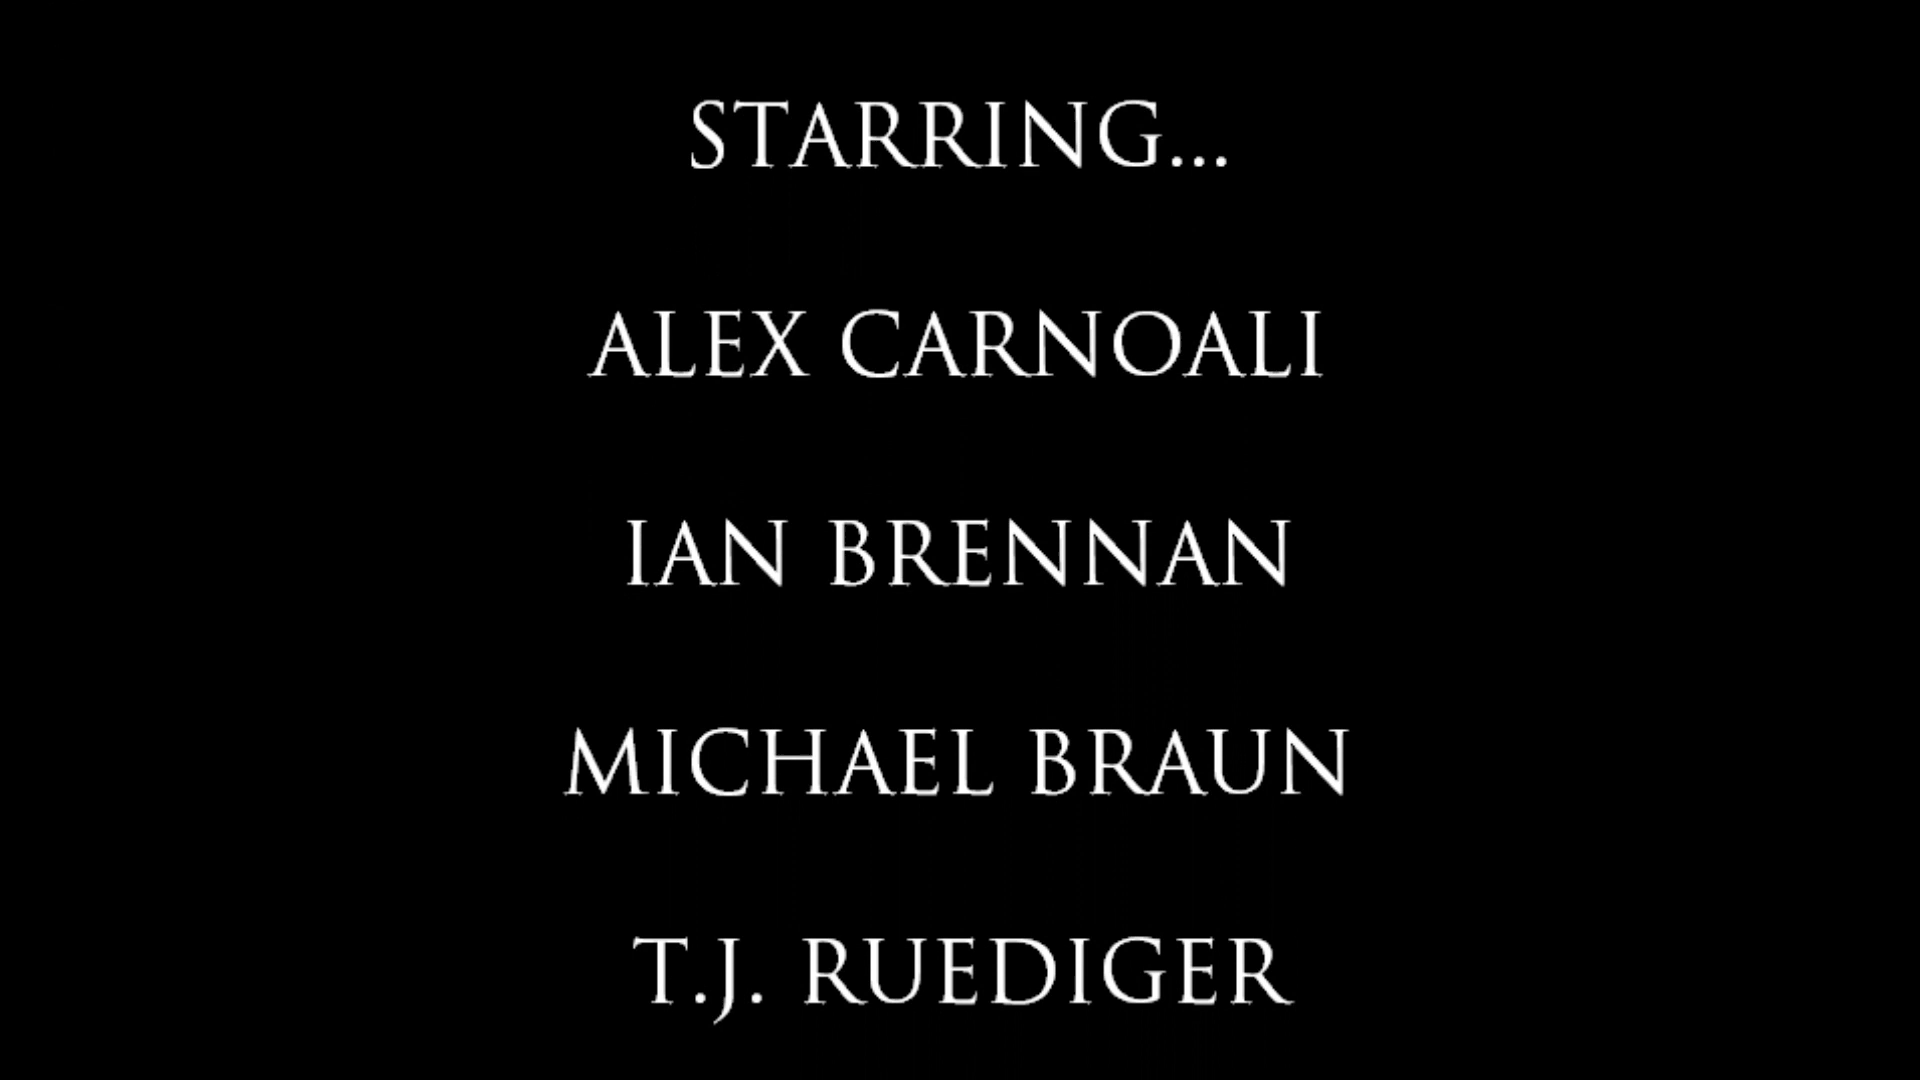 STARRING...
ALEX CARNOALI
IAN BRENNAN
MICHAEL BRAUN
T.J. RUEDIGER